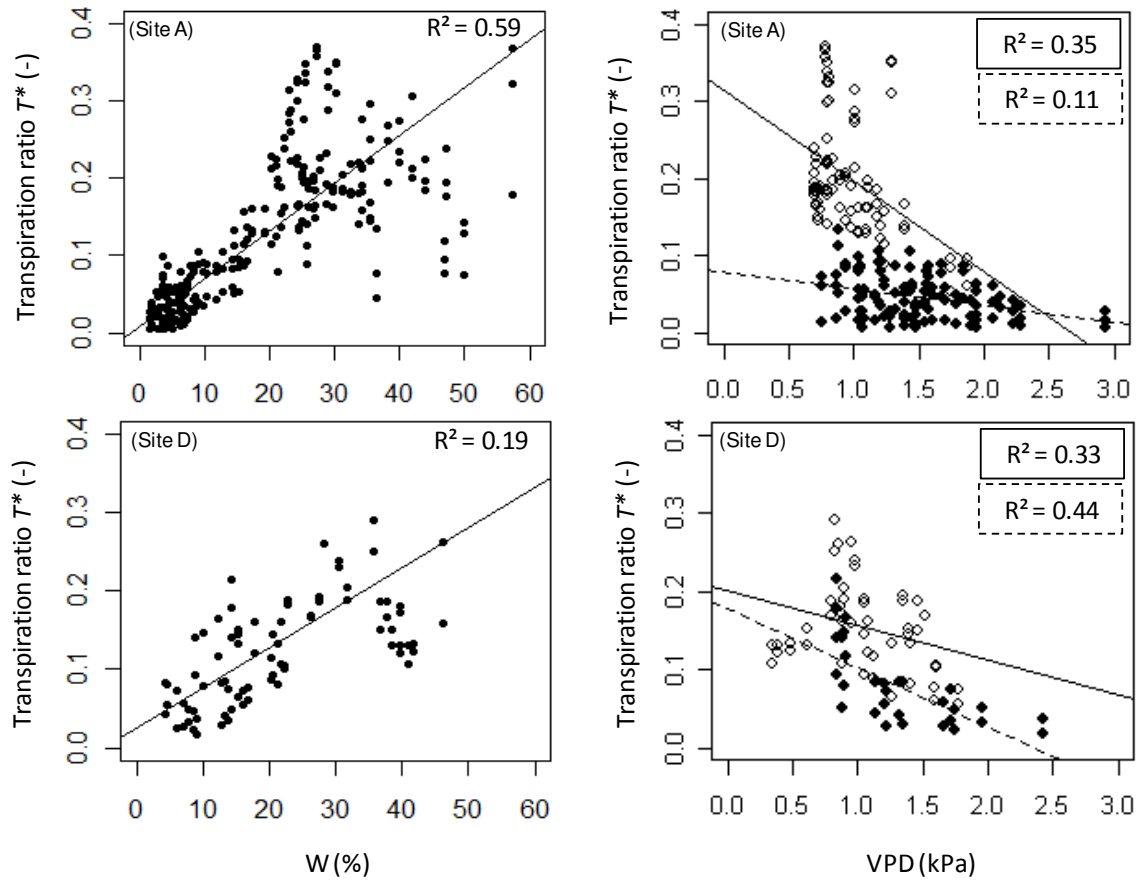 (Site A)
R² = 0.59
Transpiration ratio T* (-)
0.0 0.1 0.2 0.3 0.4
0 10 20 30 40 50 60
(Site A)
R² = 0.35
R² = 0.11
Transpiration ratio T* (-)
0.0 0.1 0.2 0.3 0.4
0.0 0.5 1.0 1.5 2.0 2.5 3.0
(Site D)
R² = 0.19
Transpiration ratio T* (-)
0.0 0.1 0.2 0.3 0.4
0 10 20 30 40 50 60
W (%)
(Site D)
R² = 0.33
R² = 0.44
Transpiration ratio T* (-)
0.0 0.1 0.2 0.3 0.4
0.0 0.5 1.0 1.5 2.0 2.5 3.0
VPD (kPa)